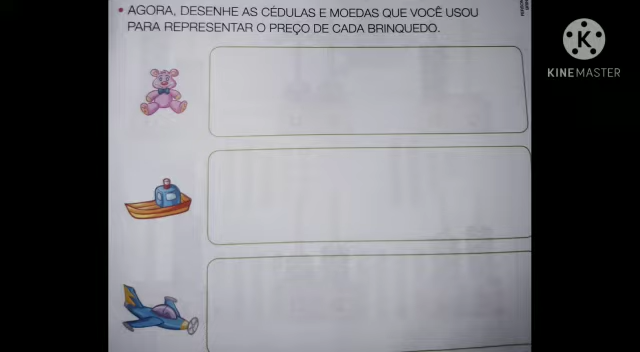 • AGORA, DESENHE AS CÉDULAS E MOEDAS QUE VOCÊ USOU
PARA REPRESENTAR O PREÇO DE CADA BRINQUEDO.
KINEMASTER